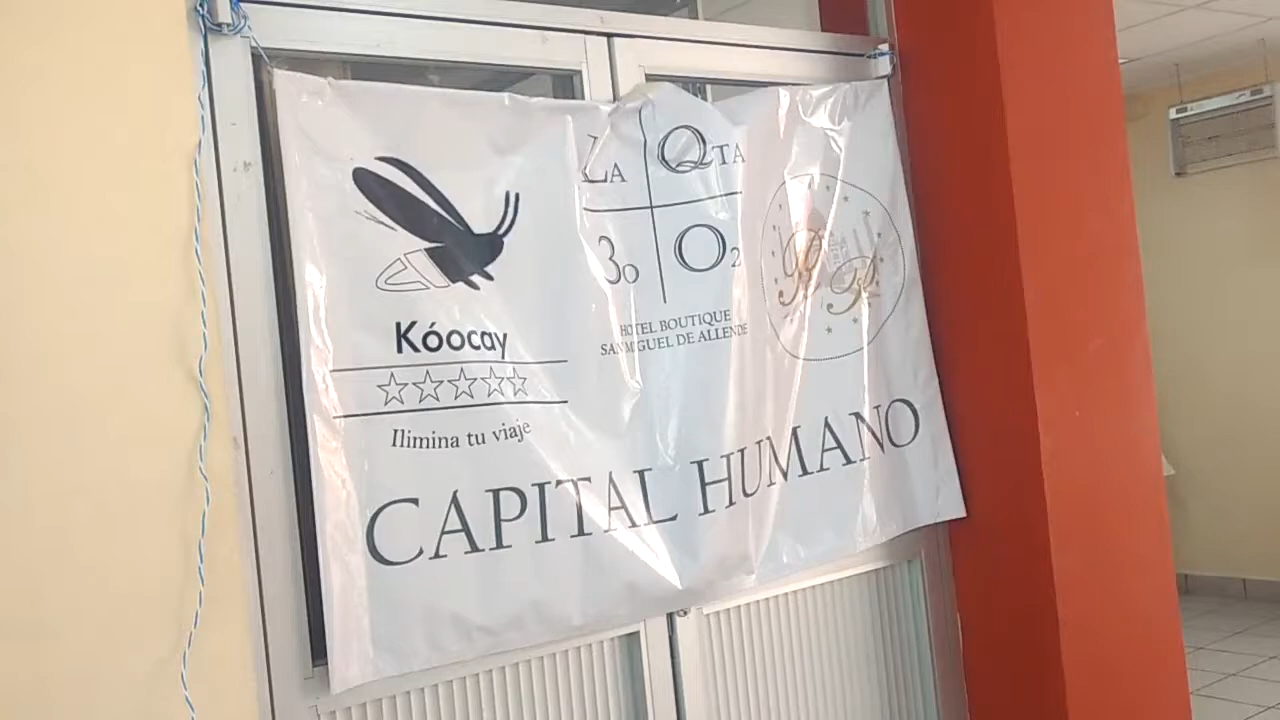 Kóocay
Ilimina tu viaje
LA QTA
3o O2
HOTEL BOUTIQUE
SAN MIGUEL DE ALLENDE
CAPITAL HUMANO